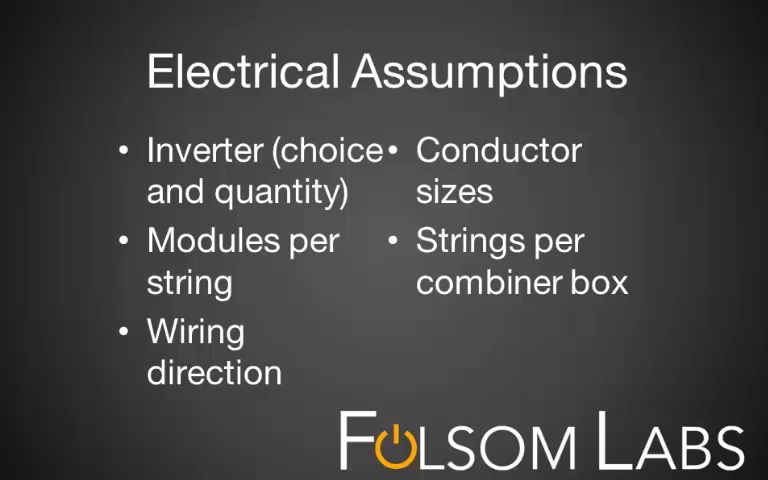 Electrical Assumptions
• Inverter (choice
and quantity)
• Modules per
string
• Wiring
direction
• Conductor
sizes
• Strings per
combiner box
FOLSOM LABS